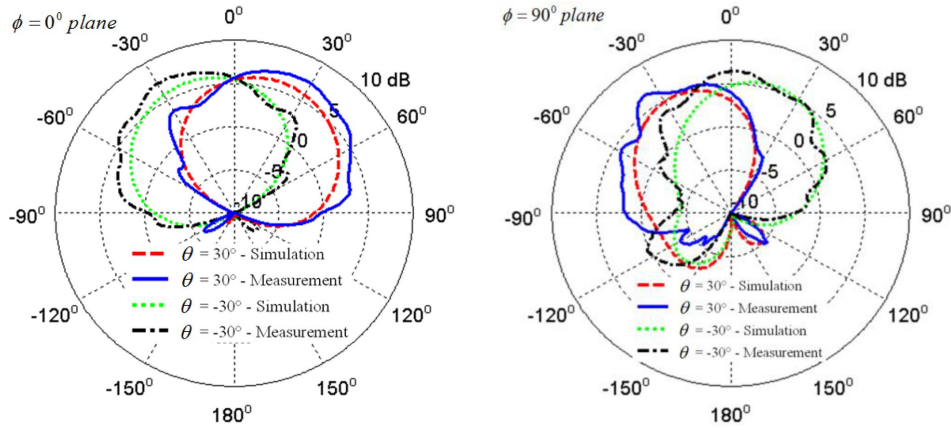 ϕ = 0⁰ plane
0⁰
-30⁰
30⁰
-60⁰
60⁰
-90⁰
90⁰
-120⁰
120⁰
-150⁰
150⁰
180⁰
10 dB
5
0
-5
-10
θ = 30° - Simulation
θ = 30° - Measurement
θ = -30° - Simulation
θ = -30° - Measurement
ϕ = 90⁰ plane
0⁰
-30⁰
30⁰
-60⁰
60⁰
-90⁰
90⁰
-120⁰
120⁰
-150⁰
150⁰
180⁰
10 dB
5
0
-5
-10
θ = 30° - Simulation
θ = 30° - Measurement
θ = -30° - Simulation
θ = -30° - Measurement